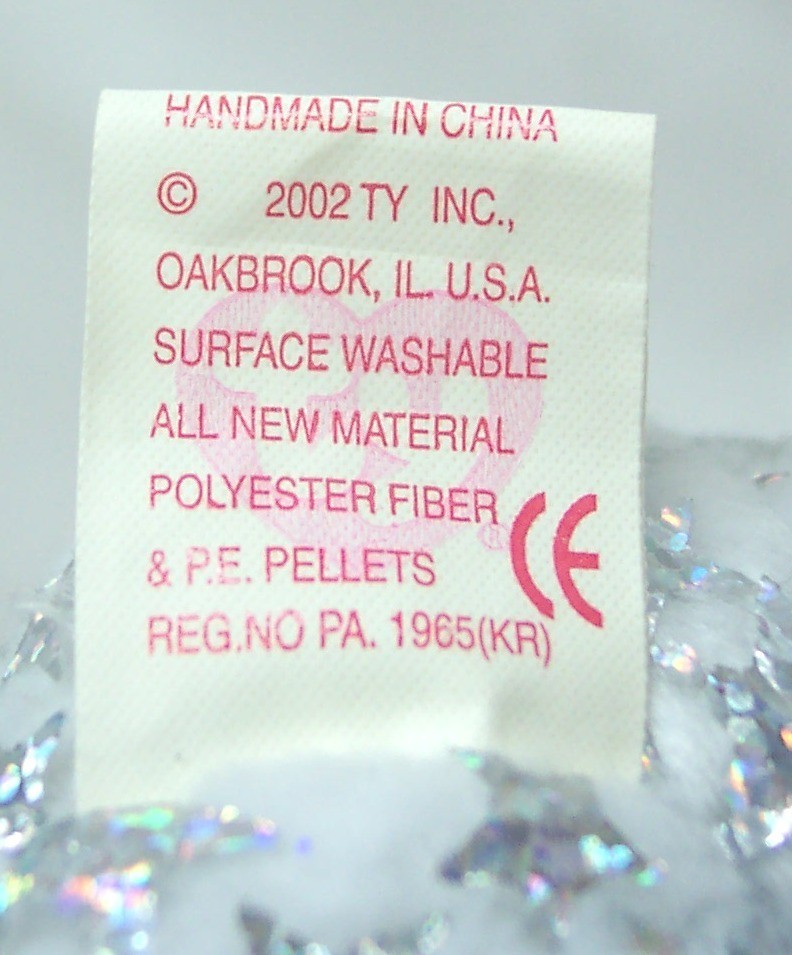 HANDMADE IN CHINA
© 2002 TY INC.,
OAKBROOK, IL. U.S.A.
SURFACE WASHABLE
ALL NEW MATERIAL
POLYESTER FIBER
& P.E. PELLETS
REG.NO PA. 1965(KR)
CE
ty
®